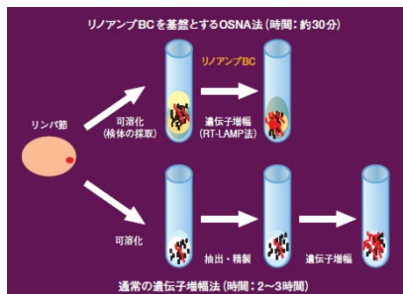 リノアンプBCを基盤とするOSNA法(時間：約30分)
リノアンプBC
リンパ節
可溶化
(検体の採取)
遺伝子増幅
(RT-LAMP法)
可溶化
抽出・精製
遺伝子増幅
通常の遺伝子増幅法(時間：2〜3時間)